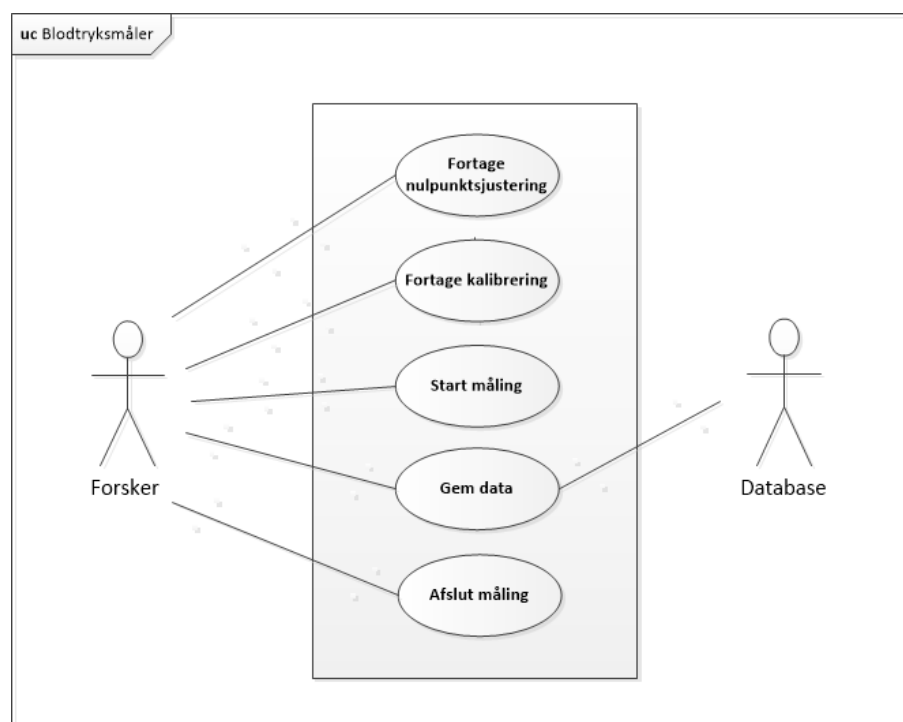 uc Blodtryksmåler
Fortage
nulpunktsjustering
Fortage kalibrering
Start måling
Gem data
Afslut måling
Forsker
Database